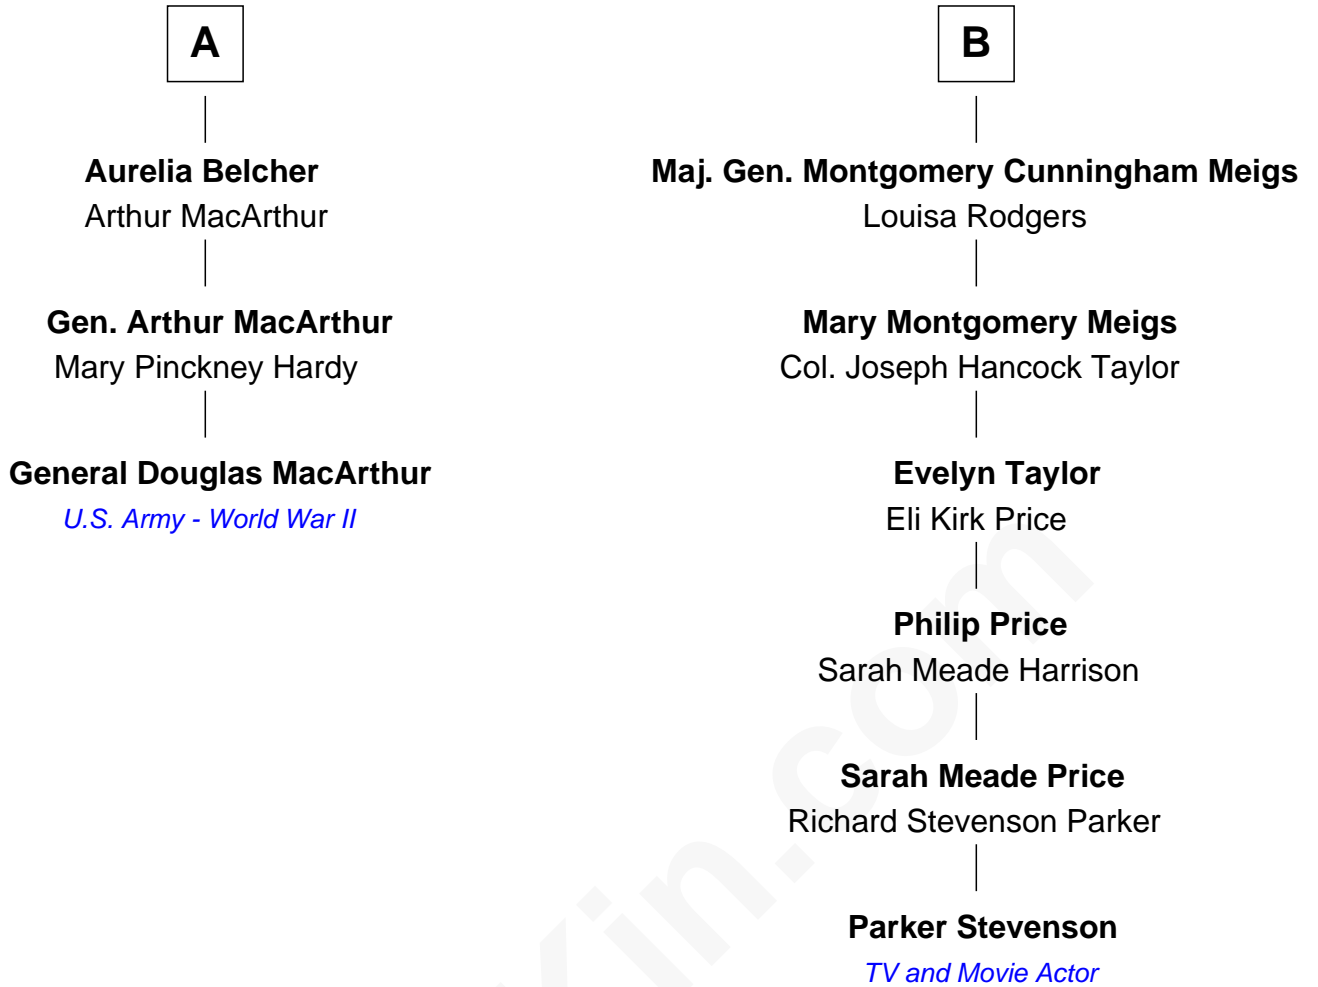 A
Aurelia Belcher
Arthur MacArthur
Gen. Arthur MacArthur
Mary Pinckney Hardy
General Douglas MacArthur
U.S. Army - World War II
B
Maj. Gen. Montgomery Cunningham Meigs
Louisa Rodgers
Mary Montgomery Meigs
Col. Joseph Hancock Taylor
Evelyn Taylor
Eli Kirk Price
Philip Price
Sarah Meade Harrison
Sarah Meade Price
Richard Stevenson Parker
Parker Stevenson
TV and Movie Actor
Kin.com